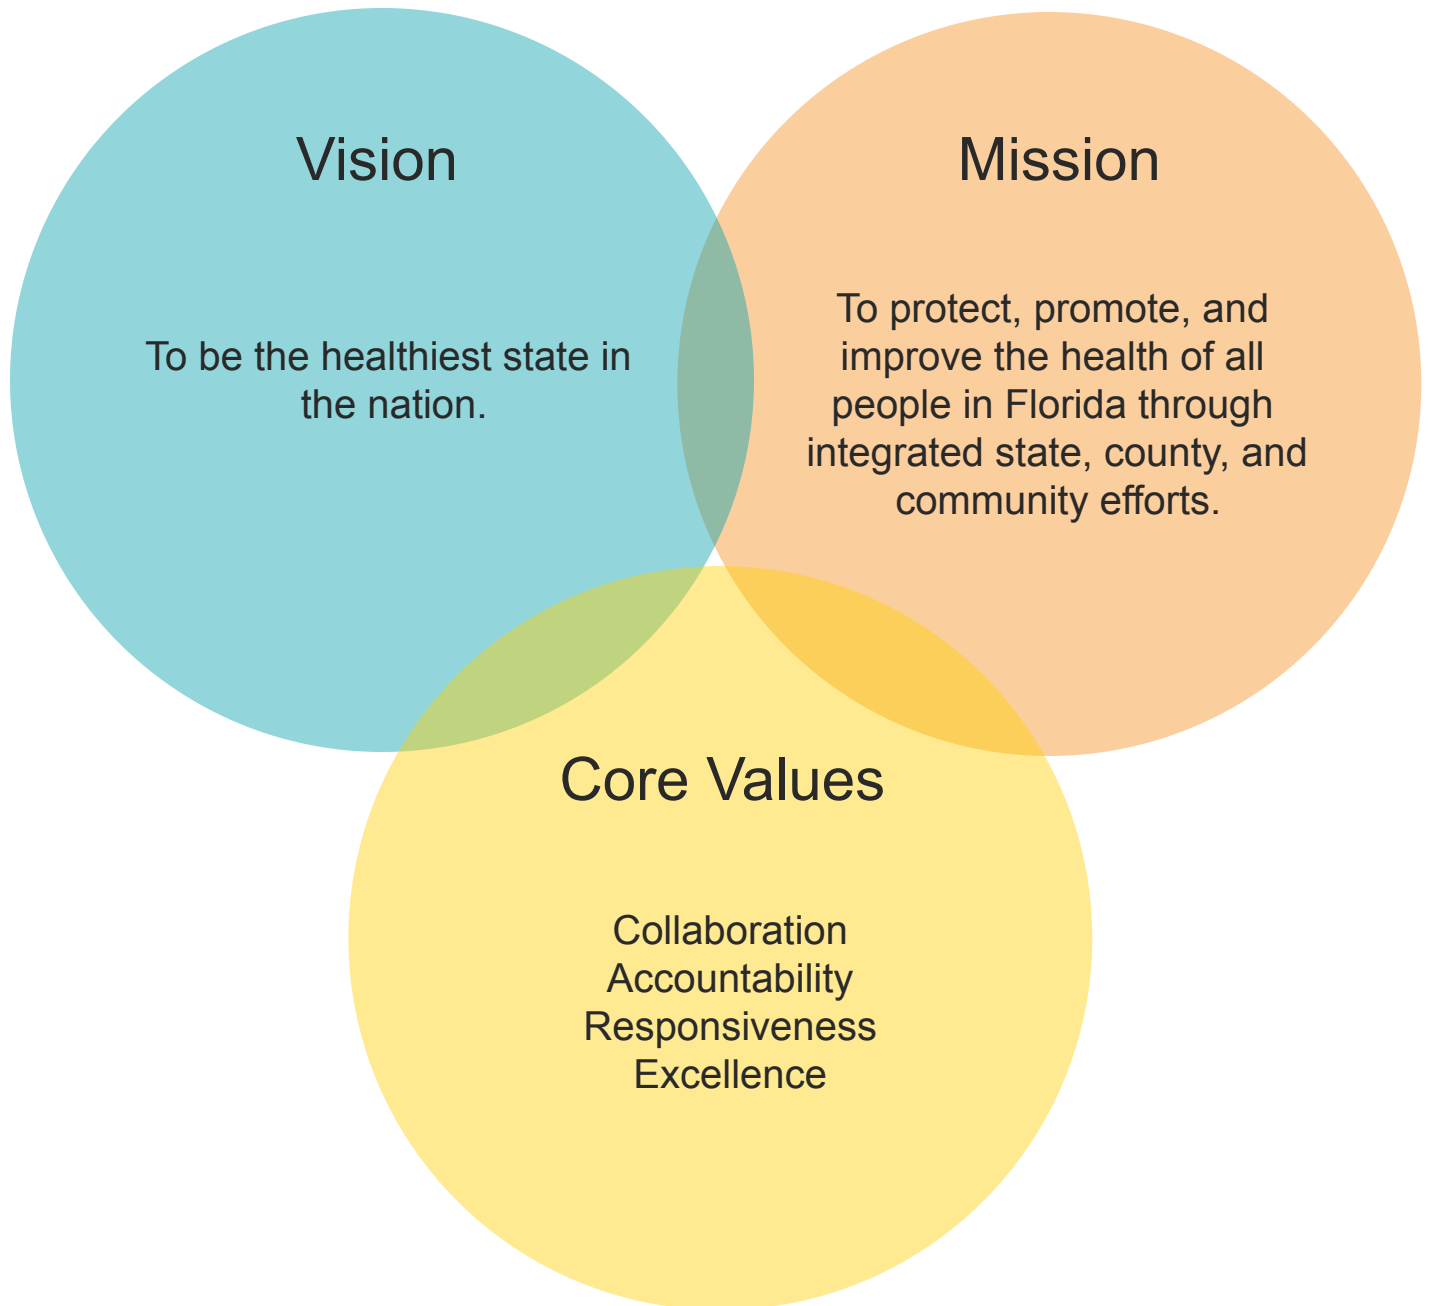 Vision
To be the healthiest state in
the nation.
Mission
To protect, promote, and
improve the health of all
people in Florida through
integrated state, county, and
community efforts.
Core Values
Collaboration
Accountability
Responsiveness
Excellence